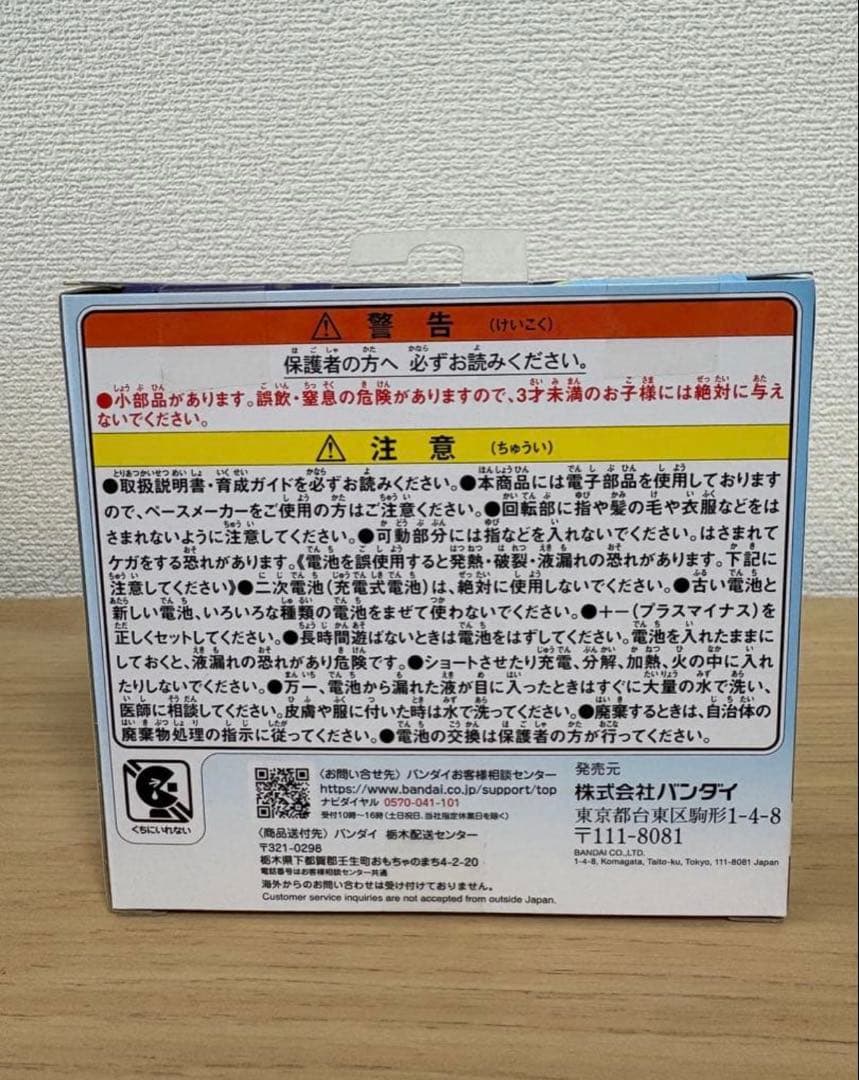 ⚠ 警告 (けいこく)
保護者の方へ 必ずお読みください。
●小部品があります。誤飲・窒息の危険がありますので、3才未満のお子様には絶対に与え
ないでください。
⚠ 注意 (ちゅうい)
●取扱説明書・育成ガイドを必ずお読みください。●本商品には電子部品を使用しております
ので、ペースメーカーをご使用の方はご注意ください。●回転部に指や髪の毛や衣服などをは
さまれないように注意してください。●可動部分には指などを入れないでください。はさまれて
ケガをする恐れがあります。《電池を誤使用すると発熱・破裂・液漏れの恐れがあります。下記に
注意してください》●二次電池(充電式電池)は、絶対に使用しないでください。●古い電池と
新しい電池、いろいろな種類の電池をまぜて使わないでください。●+-(プラスマイナス)を
正しくセットしてください。●長時間遊ばないときは電池をはずしてください。電池を入れたままに
しておくと、液漏れの恐れがあり危険です。●ショートさせたり充電、分解、加熱、火の中に入れ
たりしないでください。●万一、電池から漏れた液が目に入ったときはすぐに大量の水で洗い、
医師に相談してください。皮膚や服に付いた時は水で洗ってください。●廃棄するときは、自治体の
廃棄物処理の指示に従ってください。●電池の交換は保護者の方が行ってください。
くちにいれない
〈お問い合せ先〉バンダイお客様相談センター
https://www.bandai.co.jp/support/top
ナビダイヤル 0570-041-101
受付10時〜16時(土日祝日、当社指定休業日を除く)
〈商品送付先〉バンダイ 栃木配送センター
〒321-0298
栃木県下都賀郡壬生町おもちゃのまち4-2-20
電話番号はお客様相談センター共通
海外からのお問い合わせは受け付けておりません。
Customer service inquiries are not accepted from outside Japan.
発売元
株式会社バンダイ
東京都台東区駒形1-4-8
〒111-8081
BANDAI CO.,LTD.
1-4-8, Komagata, Taito-ku, Tokyo, 111-8081 Japan